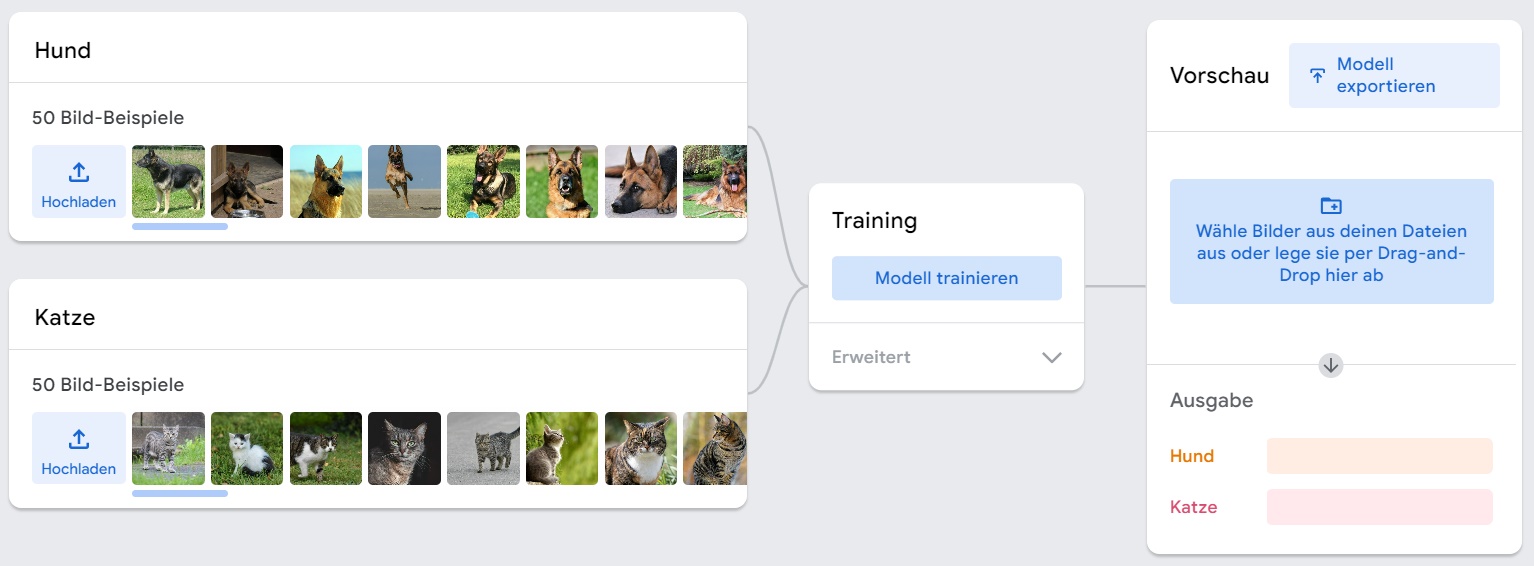 Hund
50 Bild-Beispiele
Hochladen
Katze
50 Bild-Beispiele
Hochladen
Training
Modell trainieren
Erweitert
Vorschau
Modell
exportieren
Wähle Bilder aus deinen Dateien
aus oder lege sie per Drag-and-
Drop hier ab
Ausgabe
Hund
Katze